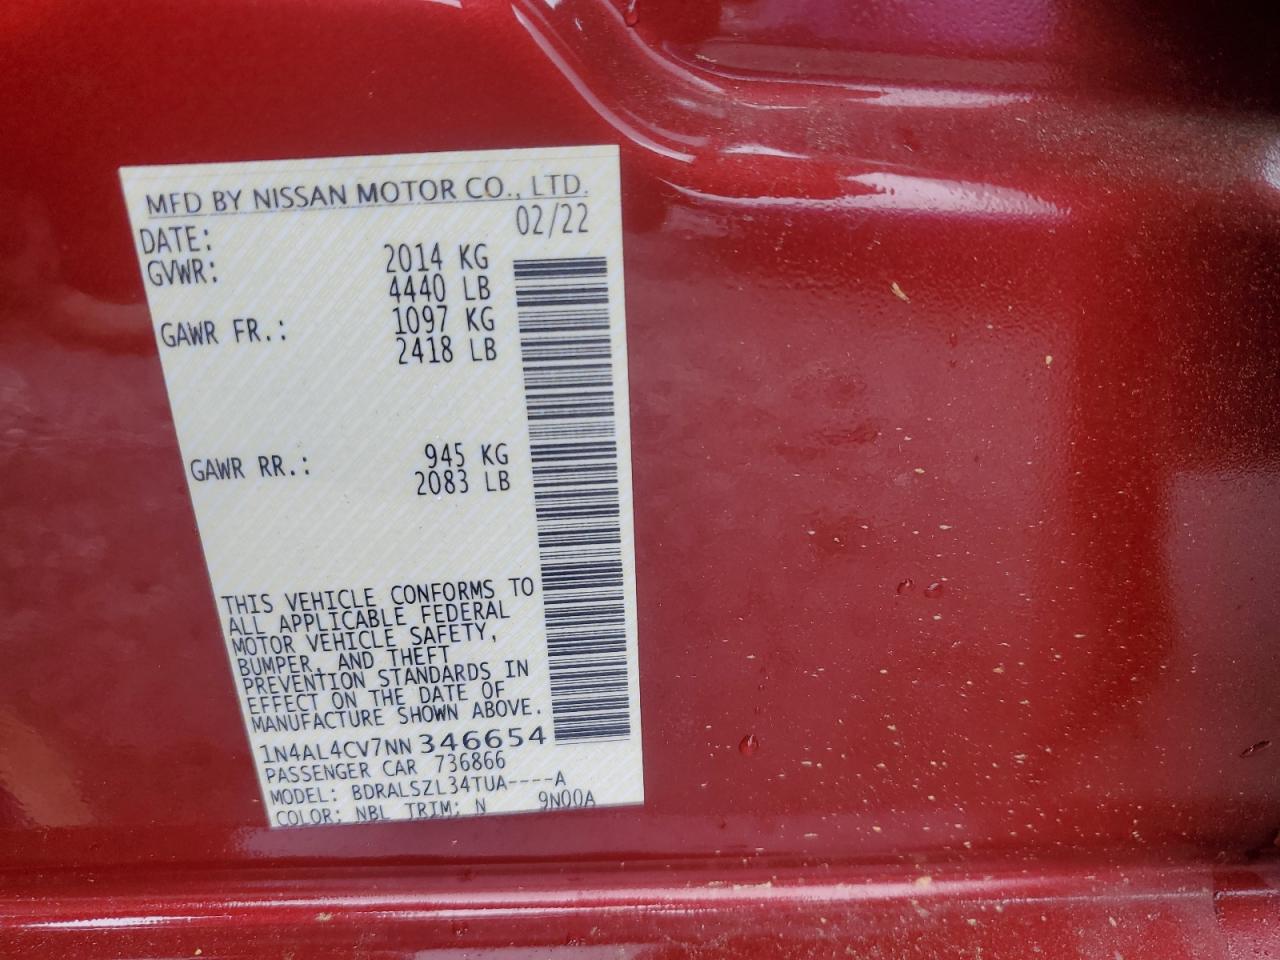 MFD BY NISSAN MOTOR CO., LTD.
DATE: 02/22
GVWR: 2014 KG
4440 LB
GAWR FR.: 1097 KG
2418 LB
GAWR RR.: 945 KG
2083 LB
THIS VEHICLE CONFORMS TO
ALL APPLICABLE FEDERAL
MOTOR VEHICLE SAFETY,
BUMPER, AND THEFT
PREVENTION STANDARDS IN
EFFECT ON THE DATE OF
MANUFACTURE SHOWN ABOVE.
1N4AL4CV7NN 346654
PASSENGER CAR 736866
MODEL: BDRALSZL34TUA----A
COLOR: NBL TRIM: N 9N00A